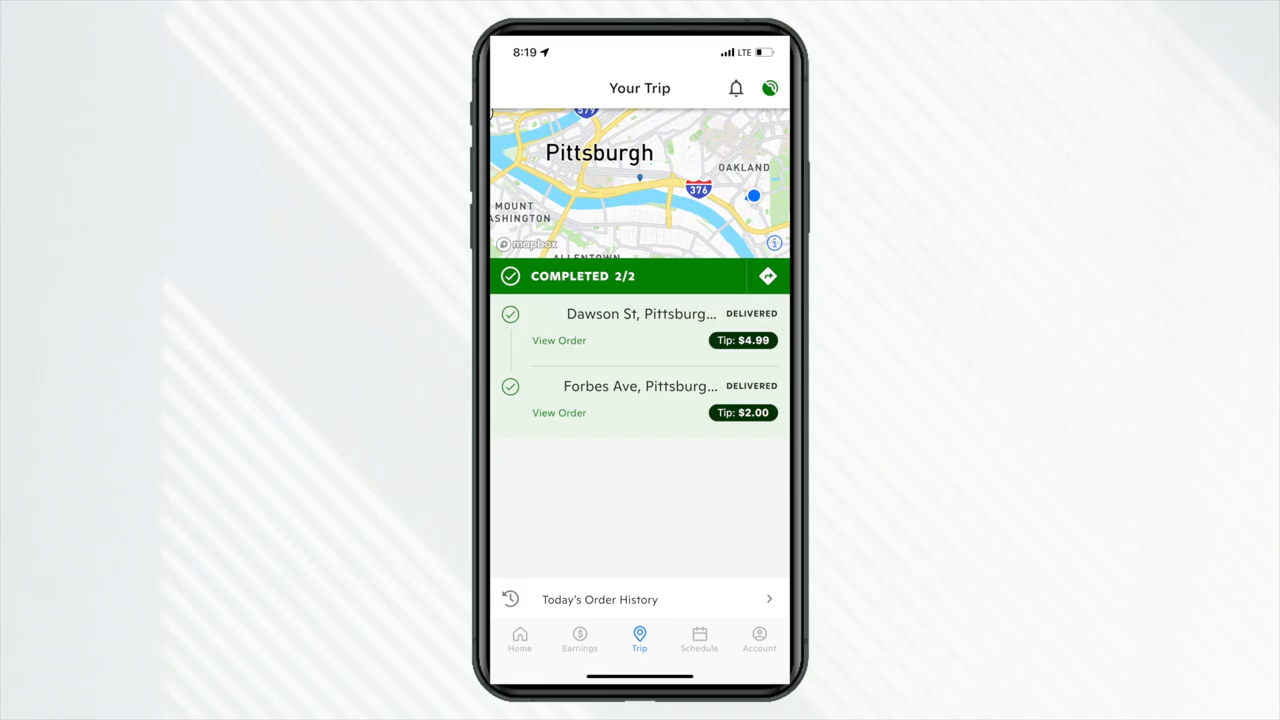 8:19
LTE
Your Trip
579
Pittsburgh
OAKLAND
376
MOUNT
ASHINGTON
mapbox
ALLENTOWN
COMPLETED 2/2
Dawson St, Pittsburg... DELIVERED
View Order Tip: $4.99
Forbes Ave, Pittsburg... DELIVERED
View Order Tip: $2.00
Today's Order History
Home Earnings Trip Schedule Account